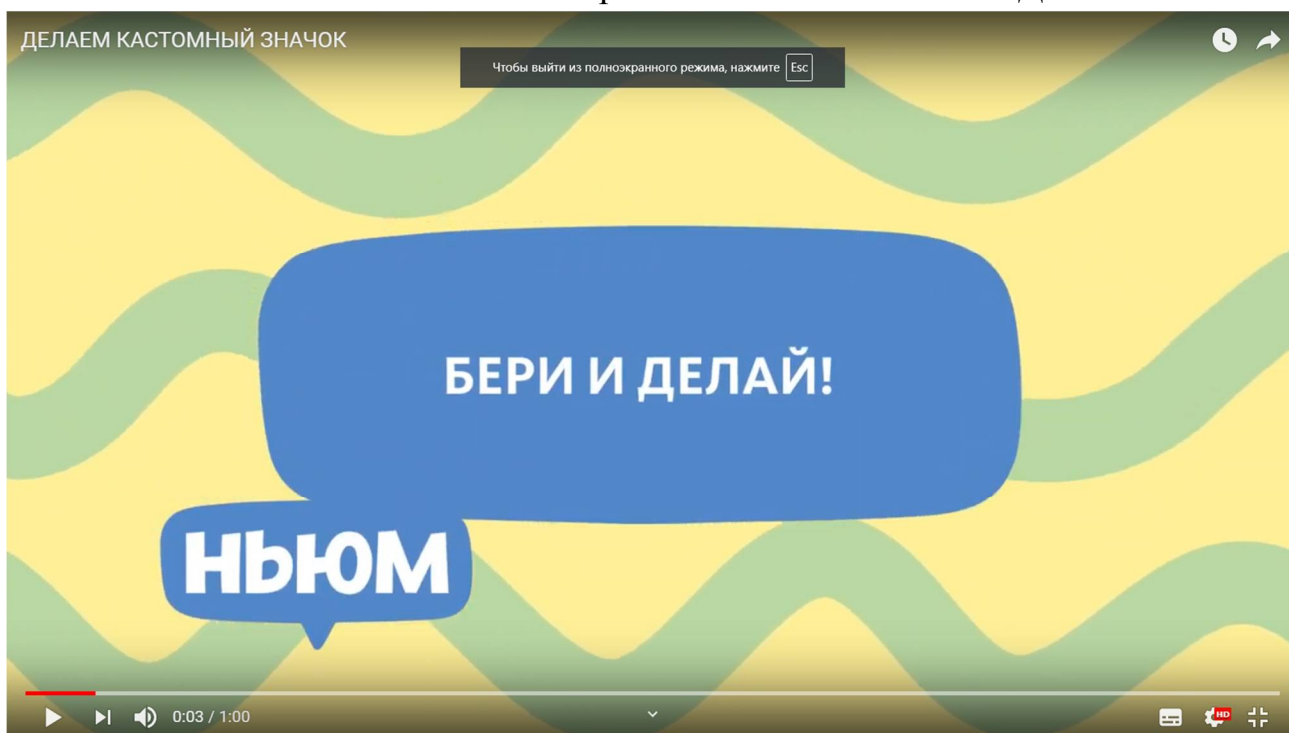 ДЕЛАЕМ КАСТОМНЫЙ ЗНАЧОК
Чтобы выйти из полноэкранного режима, нажмите Esc
БЕРИ И ДЕЛАЙ!
НЬЮМ
0:03 / 1:00
HD